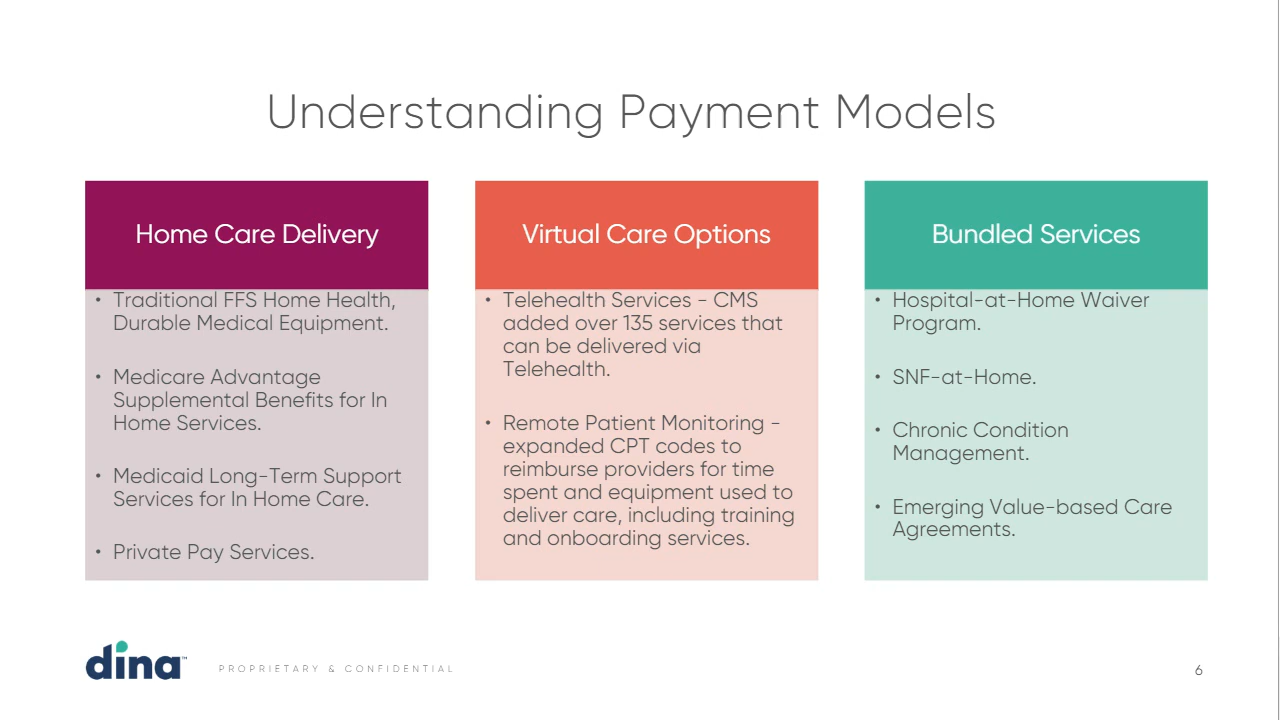 Understanding Payment Models
Home Care Delivery
• Traditional FFS Home Health,
Durable Medical Equipment.
• Medicare Advantage
Supplemental Benefits for In
Home Services.
• Medicaid Long-Term Support
Services for In Home Care.
• Private Pay Services.
Virtual Care Options
• Telehealth Services - CMS
added over 135 services that
can be delivered via
Telehealth.
• Remote Patient Monitoring -
expanded CPT codes to
reimburse providers for time
spent and equipment used to
deliver care, including training
and onboarding services.
Bundled Services
• Hospital-at-Home Waiver
Program.
• SNF-at-Home.
• Chronic Condition
Management.
• Emerging Value-based Care
Agreements.
dina™
PROPRIETARY & CONFIDENTIAL
6